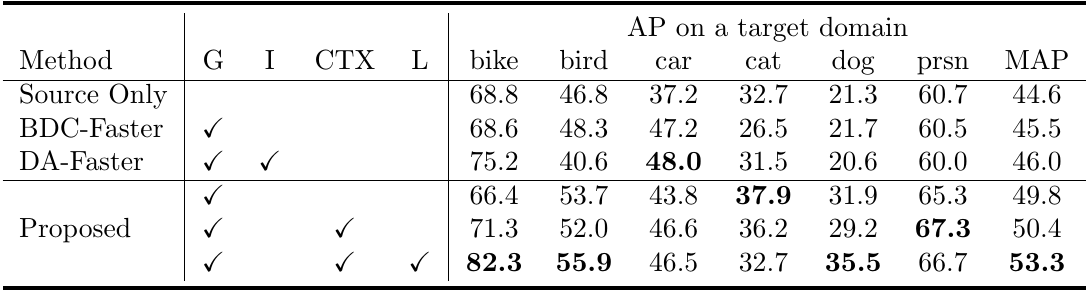 AP on a target domain
Method G I CTX L bike bird car cat dog prsn MAP
Source Only 68.8 46.8 37.2 32.7 21.3 60.7 44.6
BDC-Faster ✓ 68.6 48.3 47.2 26.5 21.7 60.5 45.5
DA-Faster ✓ ✓ 75.2 40.6 48.0 31.5 20.6 60.0 46.0
✓ 66.4 53.7 43.8 37.9 31.9 65.3 49.8
Proposed ✓ ✓ 71.3 52.0 46.6 36.2 29.2 67.3 50.4
✓ ✓ ✓ 82.3 55.9 46.5 32.7 35.5 66.7 53.3